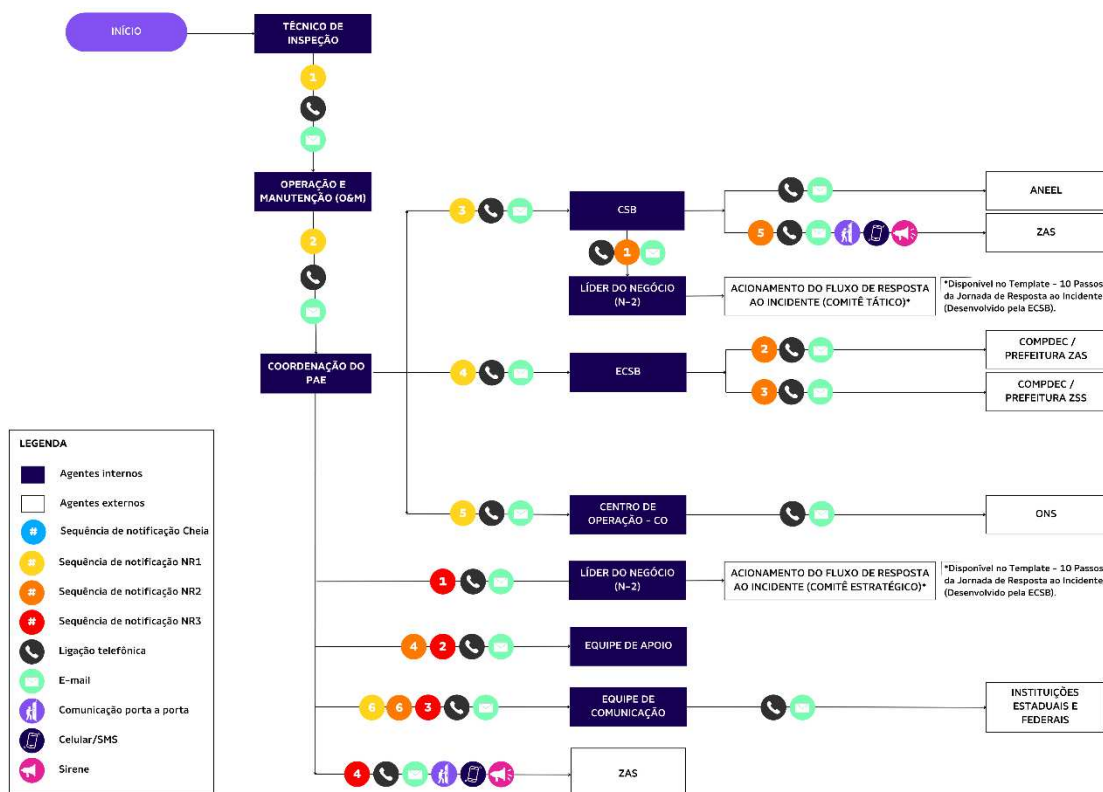 INÍCIO
TÉCNICO DE
INSPEÇÃO
1
OPERAÇÃO E
MANUTENÇÃO (O&M)
2
COORDENAÇÃO DO
PAE
3
CSB
ANEEL
5
ZAS
1
LÍDER DO NEGÓCIO
(N-2)
ACIONAMENTO DO FLUXO DE RESPOSTA
AO INCIDENTE (COMITÊ TÁTICO)*
*Disponível no Template - 10 Passos
da Jornada de Resposta ao Incidente
(Desenvolvido pela ECSB).
4
ECSB
2
COMPDEC /
PREFEITURA ZAS
3
COMPDEC /
PREFEITURA ZSS
5
CENTRO DE
OPERAÇÃO - CO
ONS
1
LÍDER DO NEGÓCIO
(N-2)
ACIONAMENTO DO FLUXO DE RESPOSTA
AO INCIDENTE (COMITÊ ESTRATÉGICO)*
*Disponível no Template - 10 Passos
da Jornada de Resposta ao Incidente
(Desenvolvido pela ECSB).
4 2
EQUIPE DE APOIO
6 6 3
EQUIPE DE
COMUNICAÇÃO
INSTITUIÇÕES
ESTADUAIS E
FEDERAIS
4
ZAS
LEGENDA
Agentes internos
Agentes externos
# Sequência de notificação Cheia
# Sequência de notificação NR1
# Sequência de notificação NR2
# Sequência de notificação NR3
Ligação telefônica
E-mail
Comunicação porta a porta
Celular/SMS
Sirene